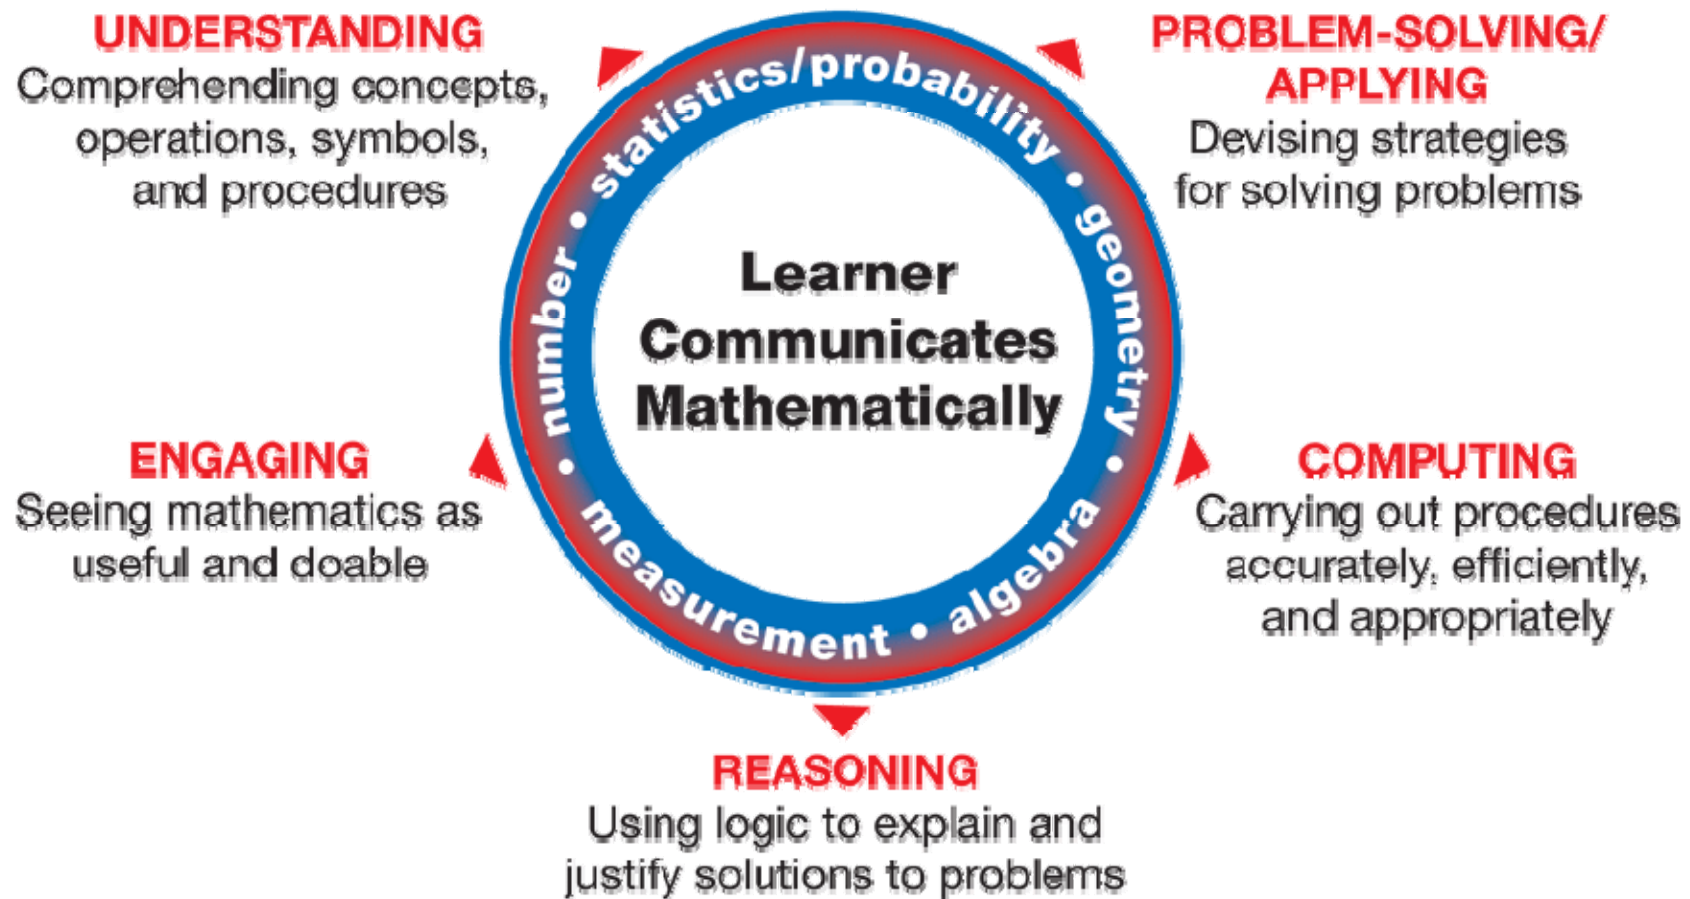 UNDERSTANDING
Comprehending concepts,
operations, symbols,
and procedures
PROBLEM-SOLVING/
APPLYING
Devising strategies
for solving problems
number • statistics/probability • geometry • algebra • measurement •
Learner
Communicates
Mathematically
ENGAGING
Seeing mathematics as
useful and doable
COMPUTING
Carrying out procedures
accurately, efficiently,
and appropriately
REASONING
Using logic to explain and
justify solutions to problems